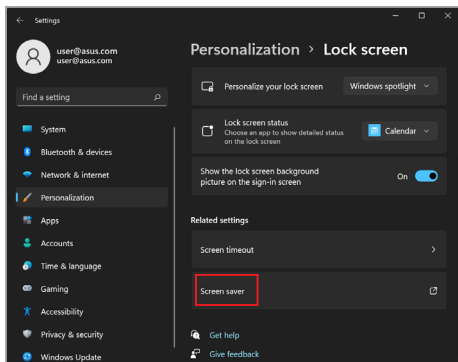 Settings
user@asus.com
user@asus.com
Find a setting
System
Bluetooth & devices
Network & internet
Personalization
Apps
Accounts
Time & language
Gaming
Accessibility
Privacy & security
Windows Update
Personalization > Lock screen
Personalize your lock screen
Windows spotlight
Lock screen status
Choose an app to show detailed status
on the lock screen
Calendar
Show the lock screen background
picture on the sign-in screen
On
Related settings
Screen timeout
Screen saver
Get help
Give feedback